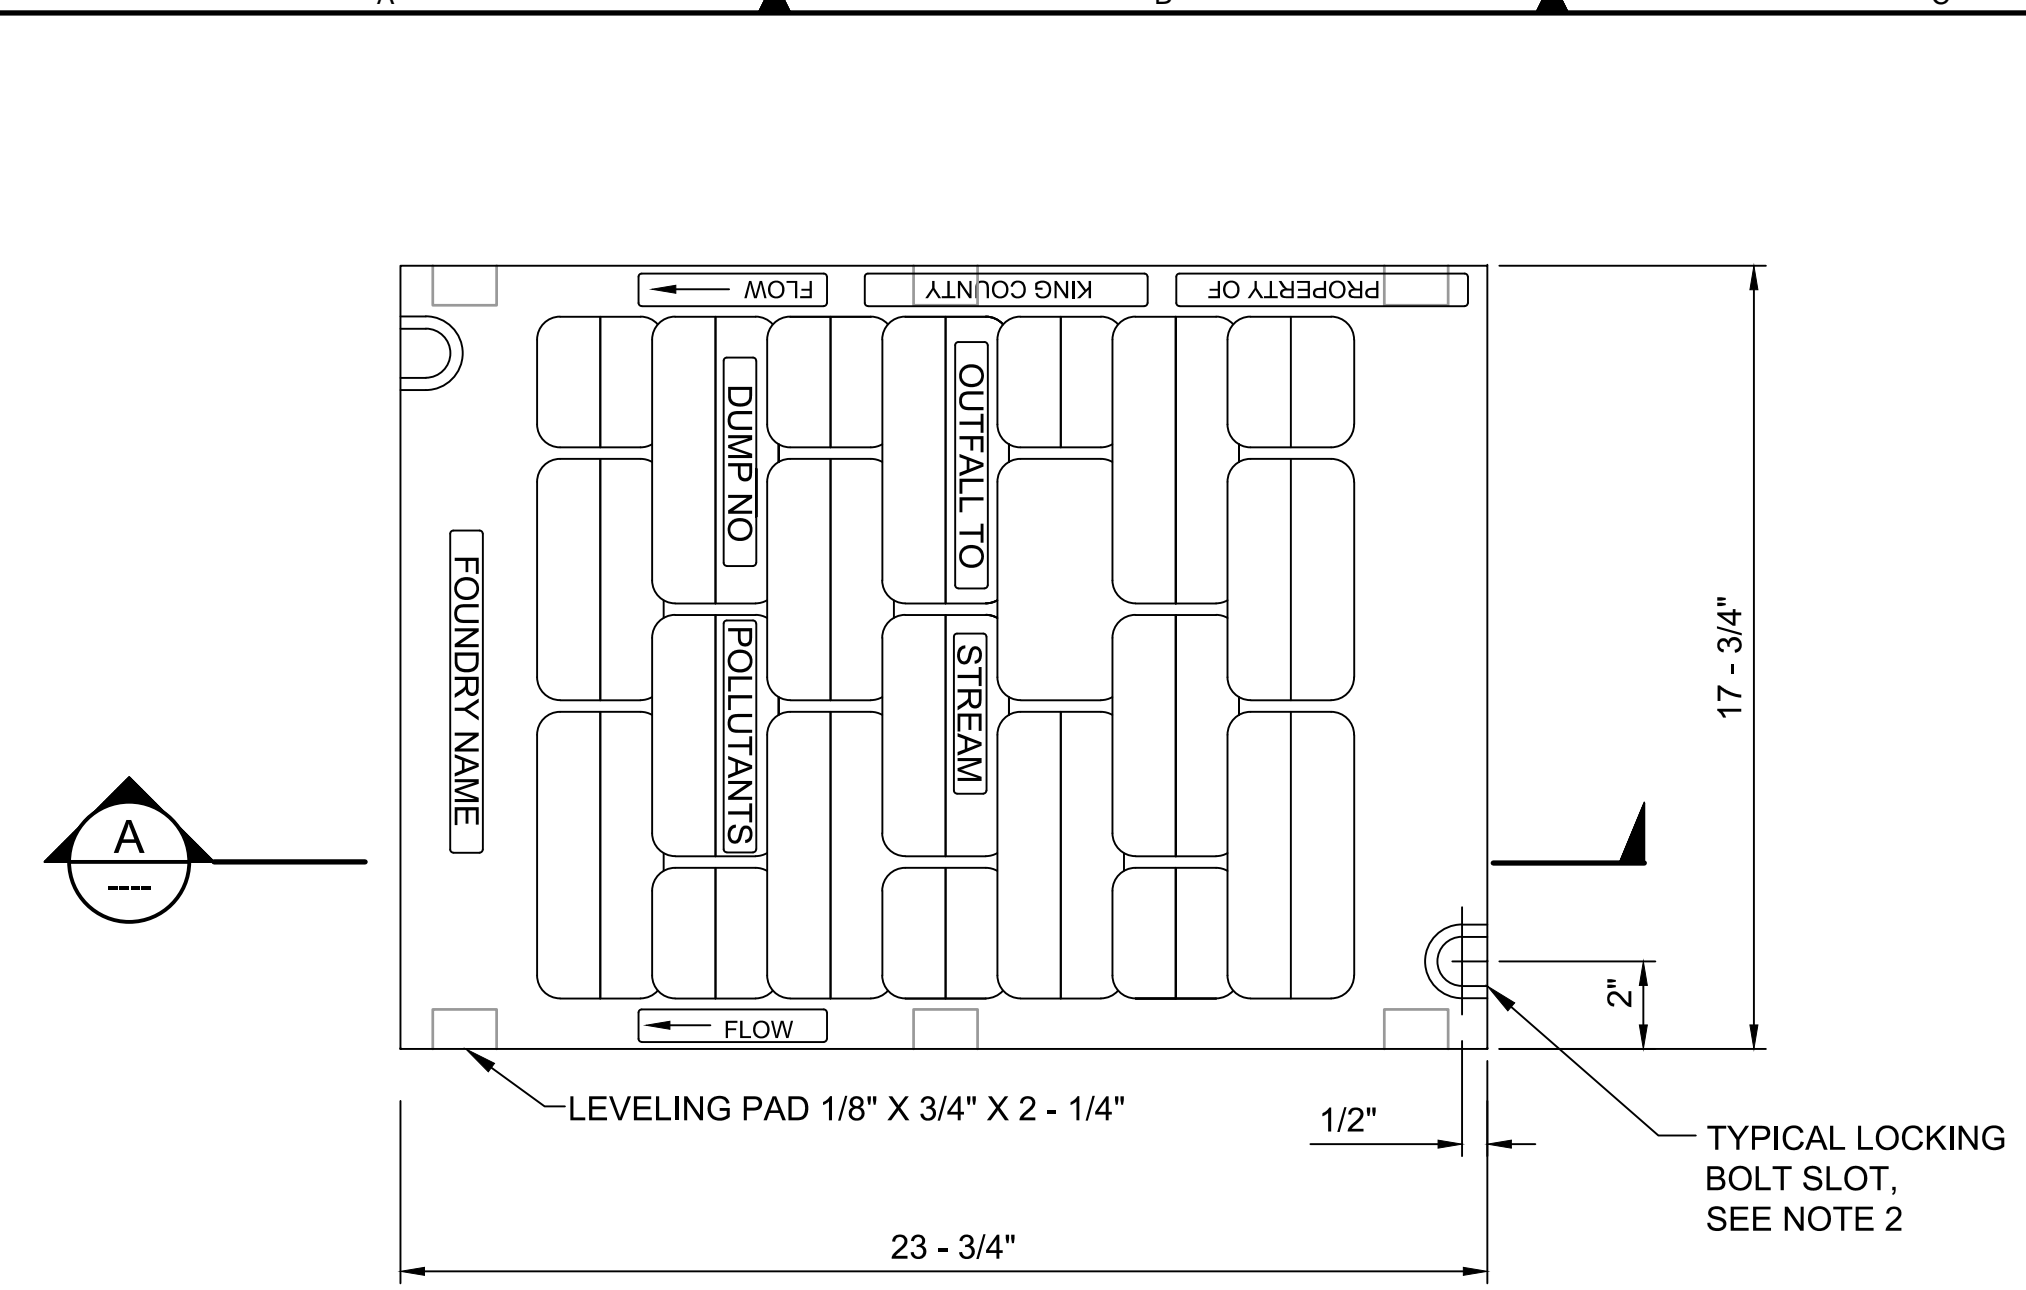 FLOW
KING COUNTY
PROPERTY OF
DUMP NO
OUTFALL TO
FOUNDRY NAME
POLLUTANTS
STREAM
17 - 3/4"
A
----
2"
FLOW
LEVELING PAD 1/8" X 3/4" X 2 - 1/4"
1/2"
TYPICAL LOCKING
BOLT SLOT,
SEE NOTE 2
23 - 3/4"